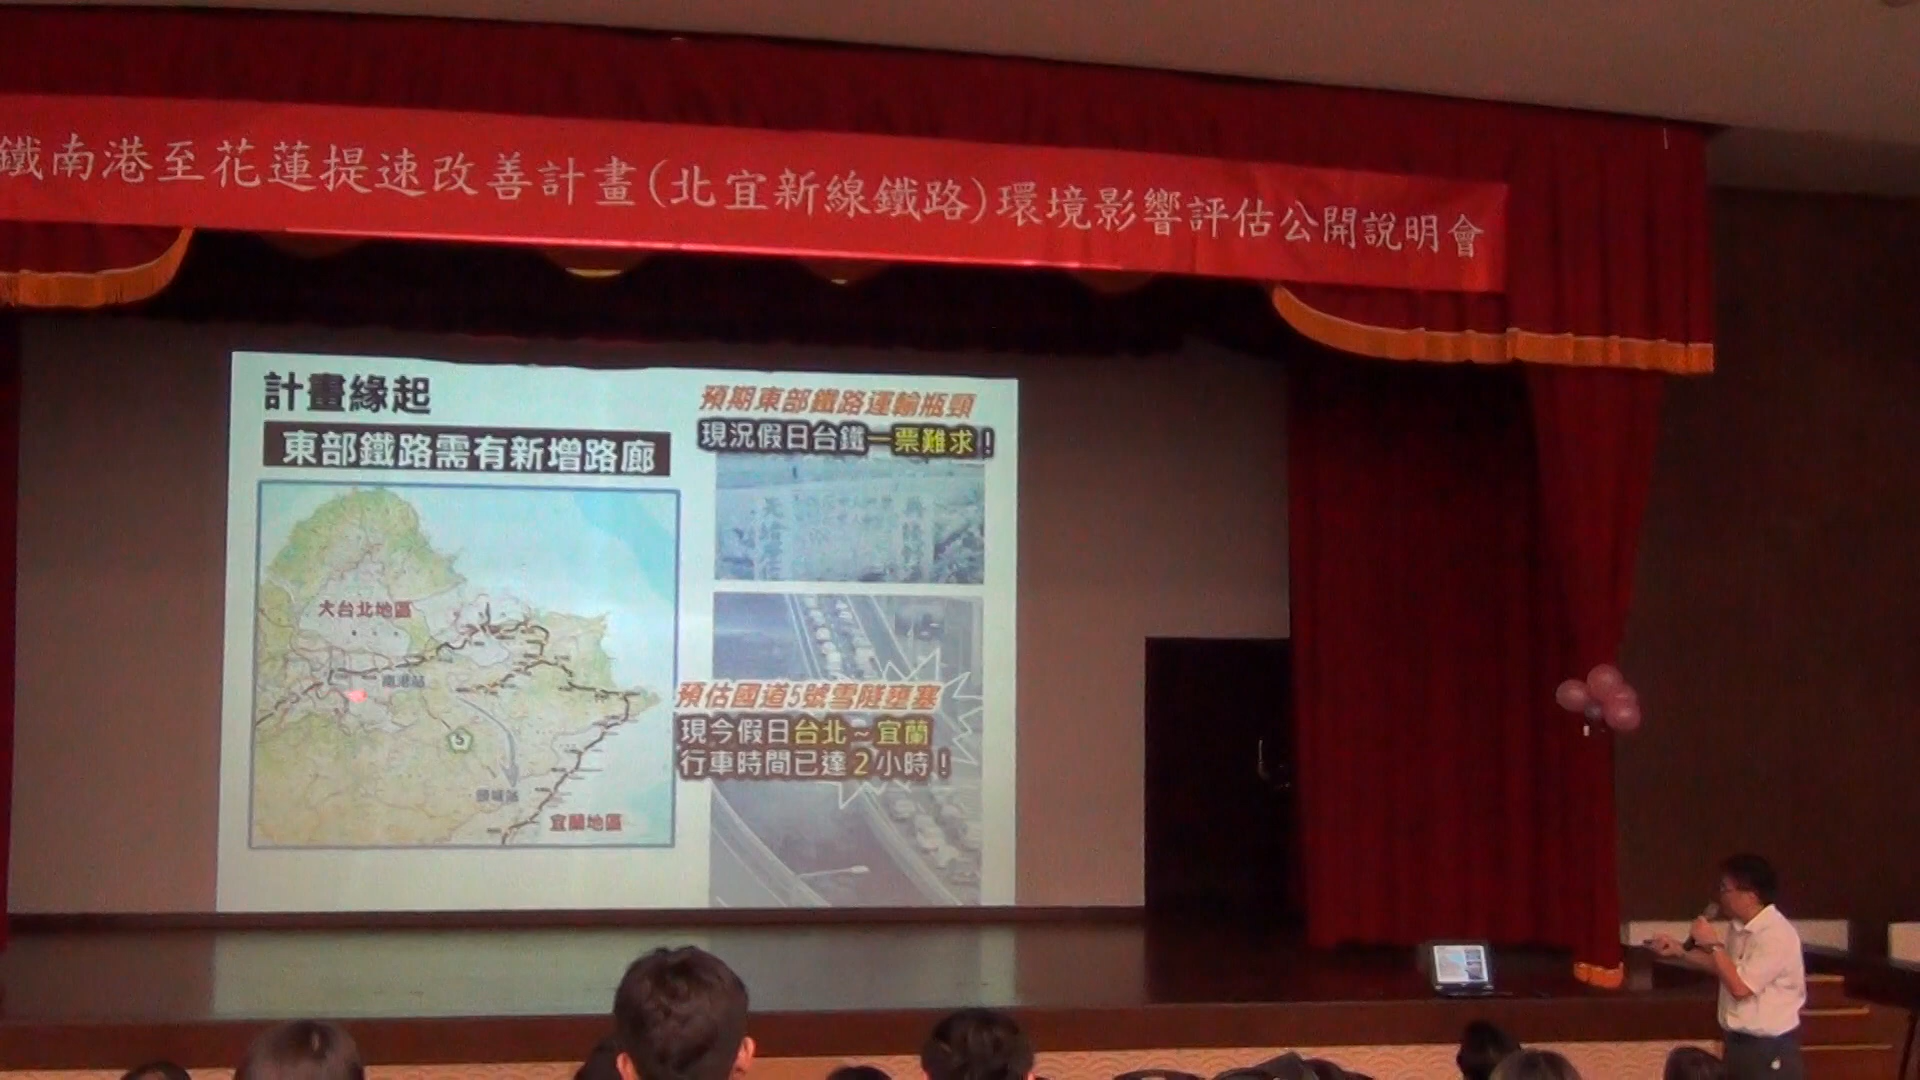 鐵南港至花蓮提速改善計畫(北宜新線鐵路)環境影響評估公開說明會
計畫緣起
東部鐵路需有新增路廊
大台北地區
南港站
5
頭城站
宜蘭地區
預期東部鐵路運輸瓶頸
現況假日台鐵一票難求!
預估國道5號雪隧壅塞
現今假日台北~宜蘭
行車時間已達2小時!